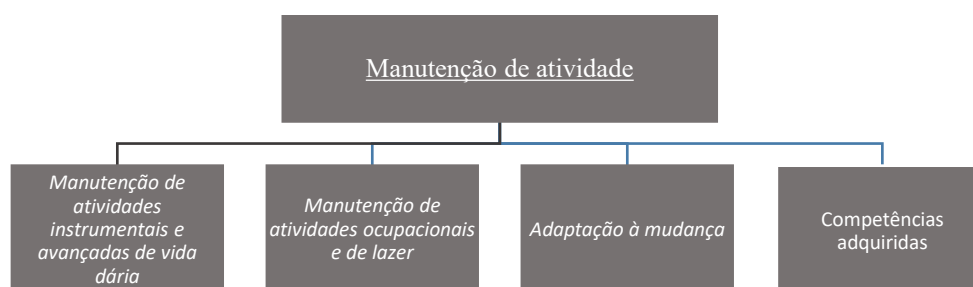 Manutenção de atividade
Manutenção de
atividades
instrumentais e
avançadas de vida
dária
Manutenção de
atividades ocupacionais
e de lazer
Adaptação à mudança
Competências
adquiridas